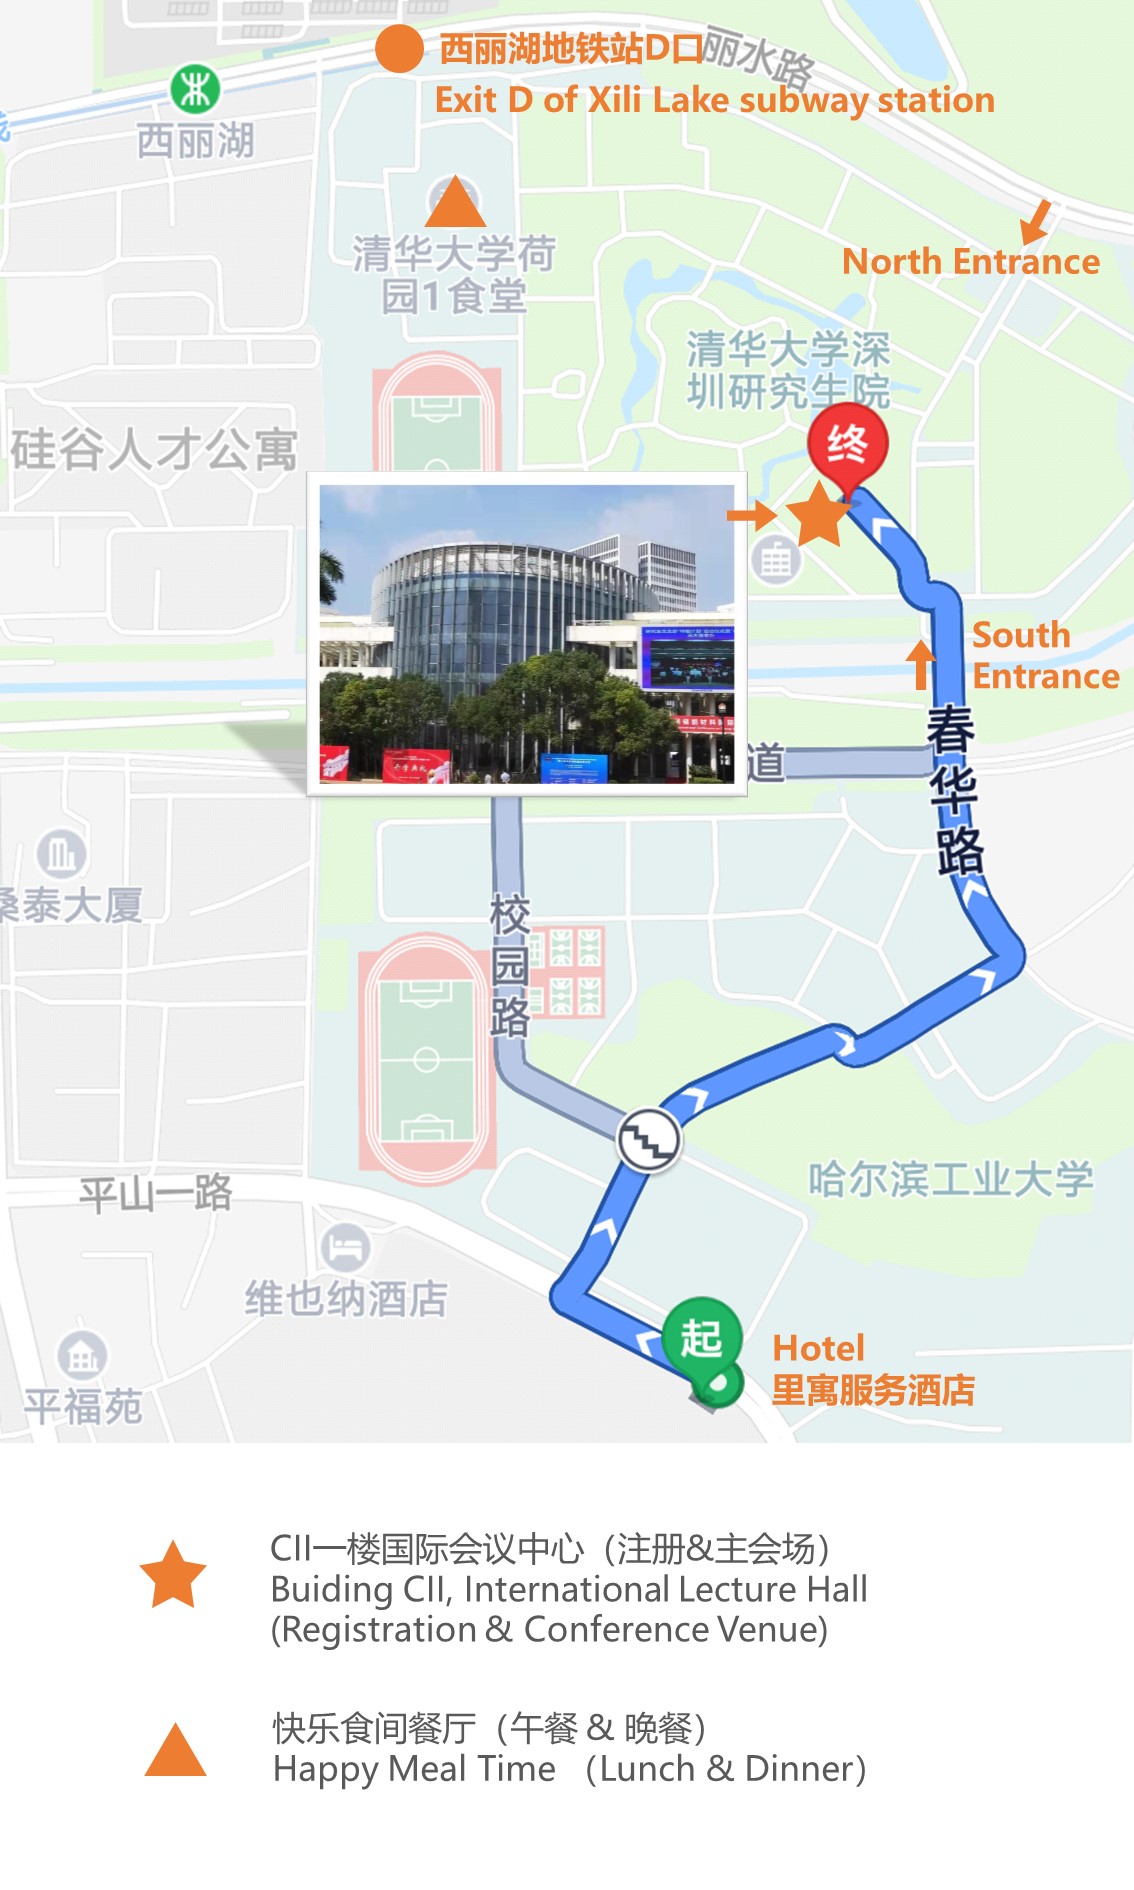 西丽湖地铁站D口
丽水路
Exit D of Xili Lake subway station
西丽湖
清华大学荷
园1食堂
North Entrance
清华大学深
圳研究生院
硅谷人才公寓
终
South
Entrance
春华路
道
桑泰大厦
校园路
哈尔滨工业大学
平山一路
维也纳酒店
起
Hotel
里寓服务酒店
平福苑
CII一楼国际会议中心（注册&主会场）
Buiding CII, International Lecture Hall
(Registration & Conference Venue)
快乐食间餐厅（午餐 & 晚餐）
Happy Meal Time （Lunch & Dinner）